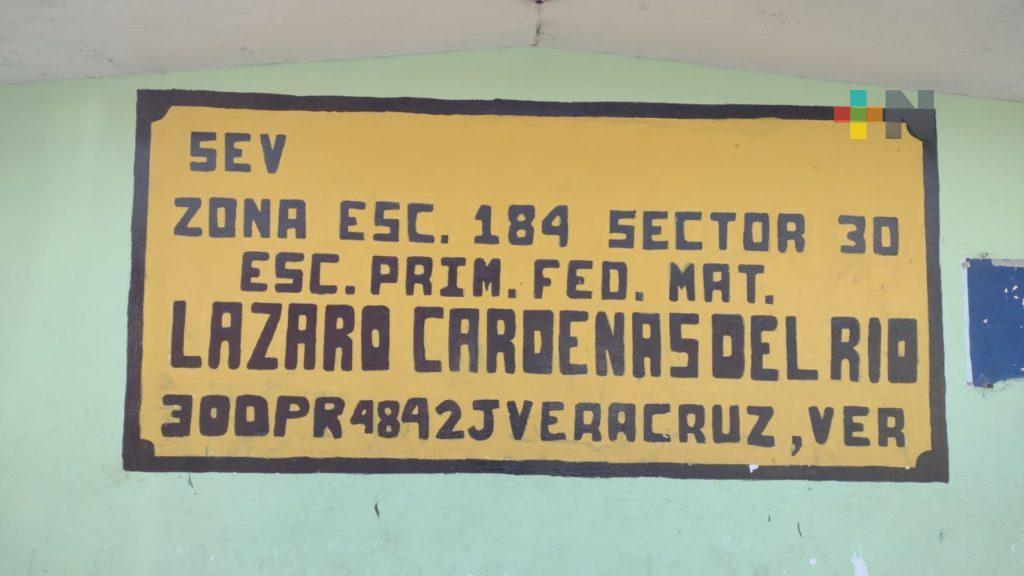 SEV
ZONA ESC. 184 SECTOR 30
ESC. PRIM. FED. MAT.
LAZARO CARDENAS DEL RIO
30DPR4842J VERACRUZ, VER
+N